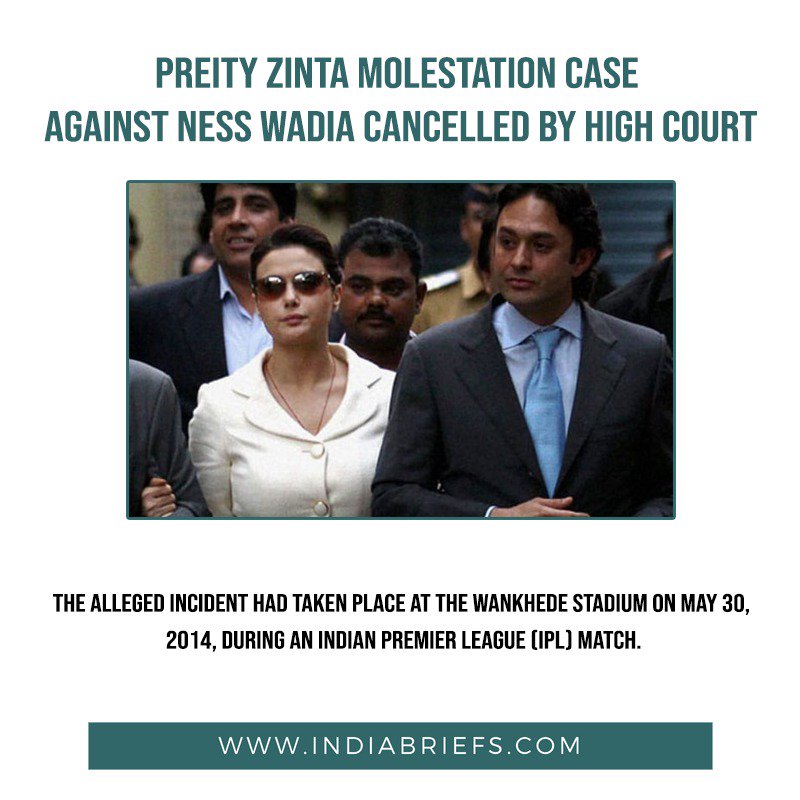 PREITY ZINTA MOLESTATION CASE
AGAINST NESS WADIA CANCELLED BY HIGH COURT
THE ALLEGED INCIDENT HAD TAKEN PLACE AT THE WANKHEDE STADIUM ON MAY 30,
2014, DURING AN INDIAN PREMIER LEAGUE (IPL) MATCH.
WWW.INDIABRIEFS.COM